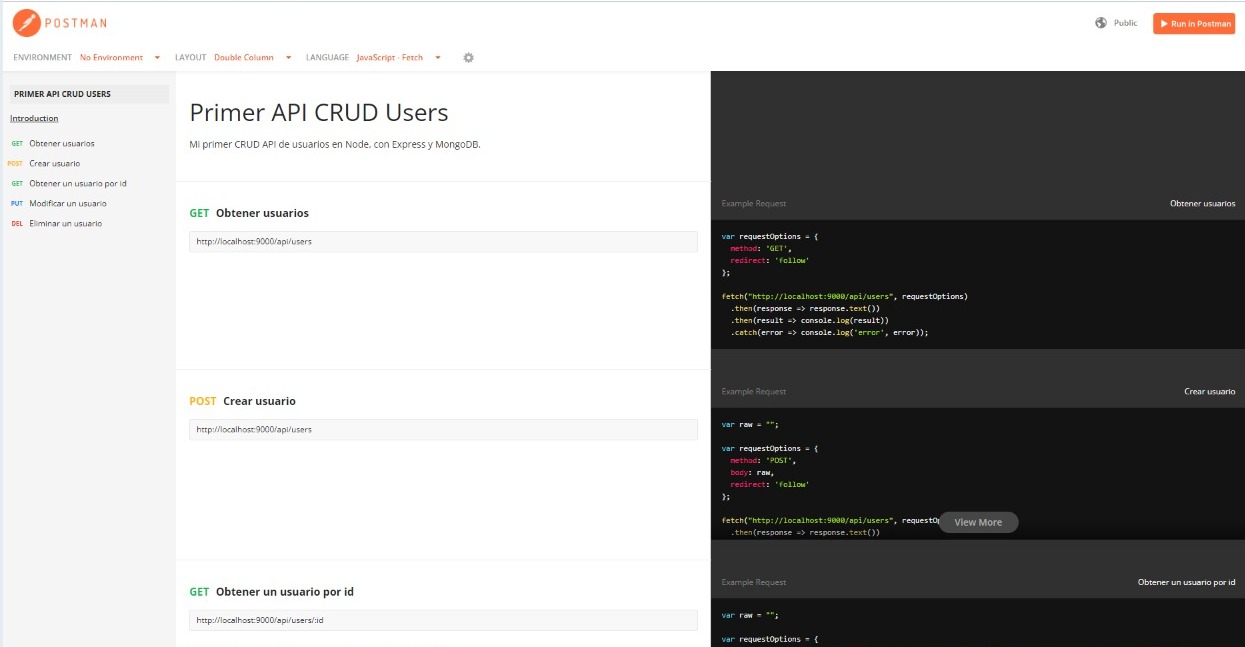 POSTMAN
Public
Run in Postman
ENVIRONMENT No Environment LAYOUT Double Column LANGUAGE JavaScript - Fetch
PRIMER API CRUD USERS
Introduction
GET Obtener usuarios
POST Crear usuario
GET Obtener un usuario por id
PUT Modificar un usuario
DEL Eliminar un usuario
Primer API CRUD Users
Mi primer CRUD API de usuarios en Node, con Express y MongoDB.
GET Obtener usuarios
http://localhost:9000/api/users
Example Request Obtener usuarios
var requestOptions = {
  method: 'GET',
  redirect: 'follow'
};
fetch("http://localhost:9000/api/users", requestOptions)
  .then(response => response.text())
  .then(result => console.log(result))
  .catch(error => console.log('error', error));
POST Crear usuario
http://localhost:9000/api/users
Example Request Crear usuario
var raw = "";
var requestOptions = {
  method: 'POST',
  body: raw,
  redirect: 'follow'
};
fetch("http://localhost:9000/api/users", requestOp
View More
  .then(response => response.text())
GET Obtener un usuario por id
http://localhost:9000/api/users/:id
Example Request Obtener un usuario por id
var raw = "";
var requestOptions = {